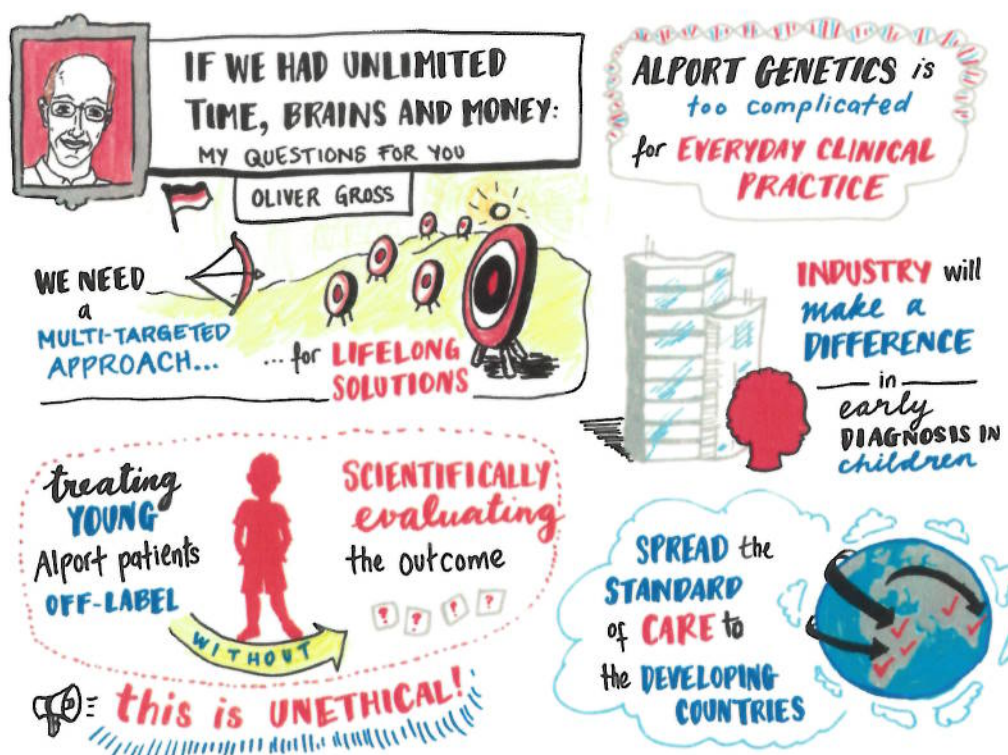 IF WE HAD UNLIMITED
TIME, BRAINS AND MONEY:
MY QUESTIONS FOR YOU
OLIVER GROSS
WE NEED
a
MULTI-TARGETED
APPROACH...
... for LIFELONG
SOLUTIONS
ALPORT GENETICS is
too complicated
for EVERYDAY CLINICAL
PRACTICE
INDUSTRY will
make a
DIFFERENCE
in
early
DIAGNOSIS IN
children
treating
YOUNG
Alport patients
OFF-LABEL
WITHOUT
SCIENTIFICALLY
evaluating
the outcome
? ? ? ?
this is UNETHICAL!
SPREAD the
STANDARD
of CARE to
the DEVELOPING
COUNTRIES